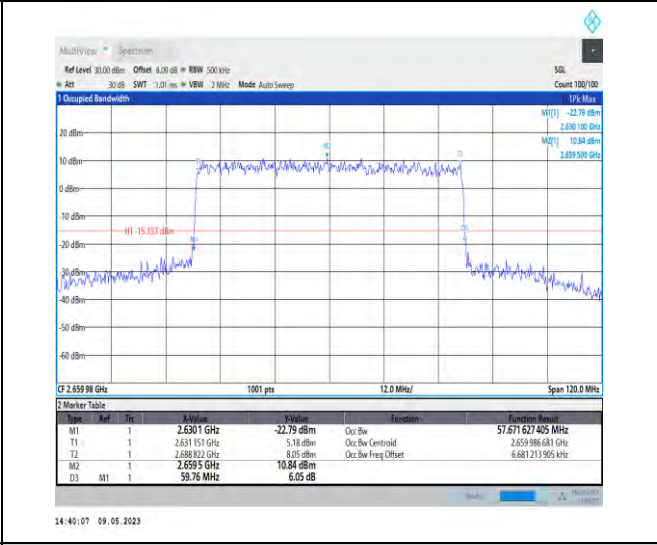 MultiView Spectrum
Ref Level 30.00 dBm Offset 8.00 dB RBW 500 kHz SGL
Att 30 dB SWT 1.01 ms VBW 2 MHz Mode Auto Sweep Count 100/100
1 Occupied Bandwidth 1Pk Max
M1[1] -22.79 dBm
2.630 100 GHz
M2[1] 10.84 dBm
2.659 500 GHz
20 dBm
M2
10 dBm
0 dBm
-10 dBm
H1 -15.157 dBm
D3
M1
-20 dBm
-30 dBm
-40 dBm
-50 dBm
-60 dBm
CF 2.659 98 GHz 1001 pts 12.0 MHz/ Span 120.0 MHz
2 Marker Table
Type Ref Trc X-Value Y-Value Function Function Result
M1 1 2.6301 GHz -22.79 dBm Occ Bw 57.671 627 405 MHz
T1 1 2.631 151 GHz 5.18 dBm Occ Bw Centroid 2.659 986 681 GHz
T2 1 2.688 822 GHz 8.05 dBm Occ Bw Freq Offset 6.681 213 905 kHz
M2 1 2.6595 GHz 10.84 dBm
D3 M1 1 59.76 MHz 6.05 dB
14:40:07 09.05.2023